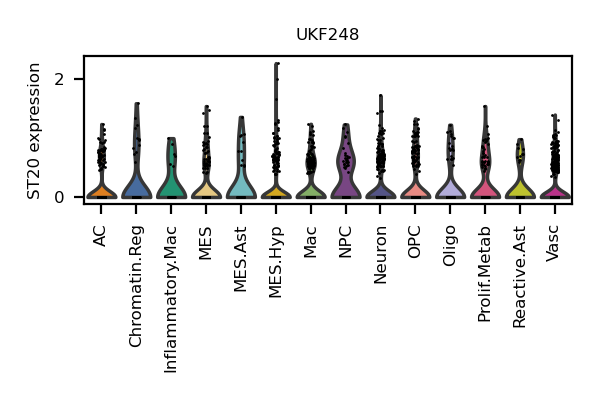 UKF248
ST20 expression
2
0
AC
Chromatin.Reg
Inflammatory.Mac
MES
MES.Ast
MES.Hyp
Mac
NPC
Neuron
OPC
Oligo
Prolif.Metab
Reactive.Ast
Vasc